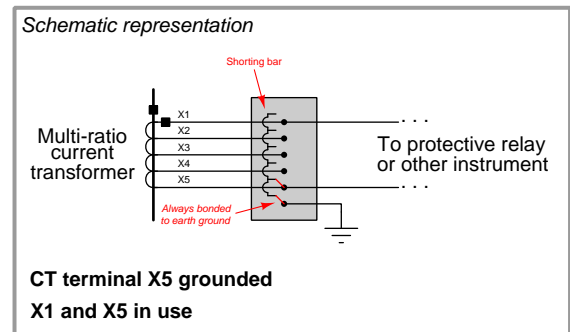 Schematic representation
Shorting bar
X1
X2
X3
X4
X5
Multi-ratio
current
transformer
. . .
To protective relay
or other instrument
. . .
Always bonded
to earth ground
CT terminal X5 grounded
X1 and X5 in use